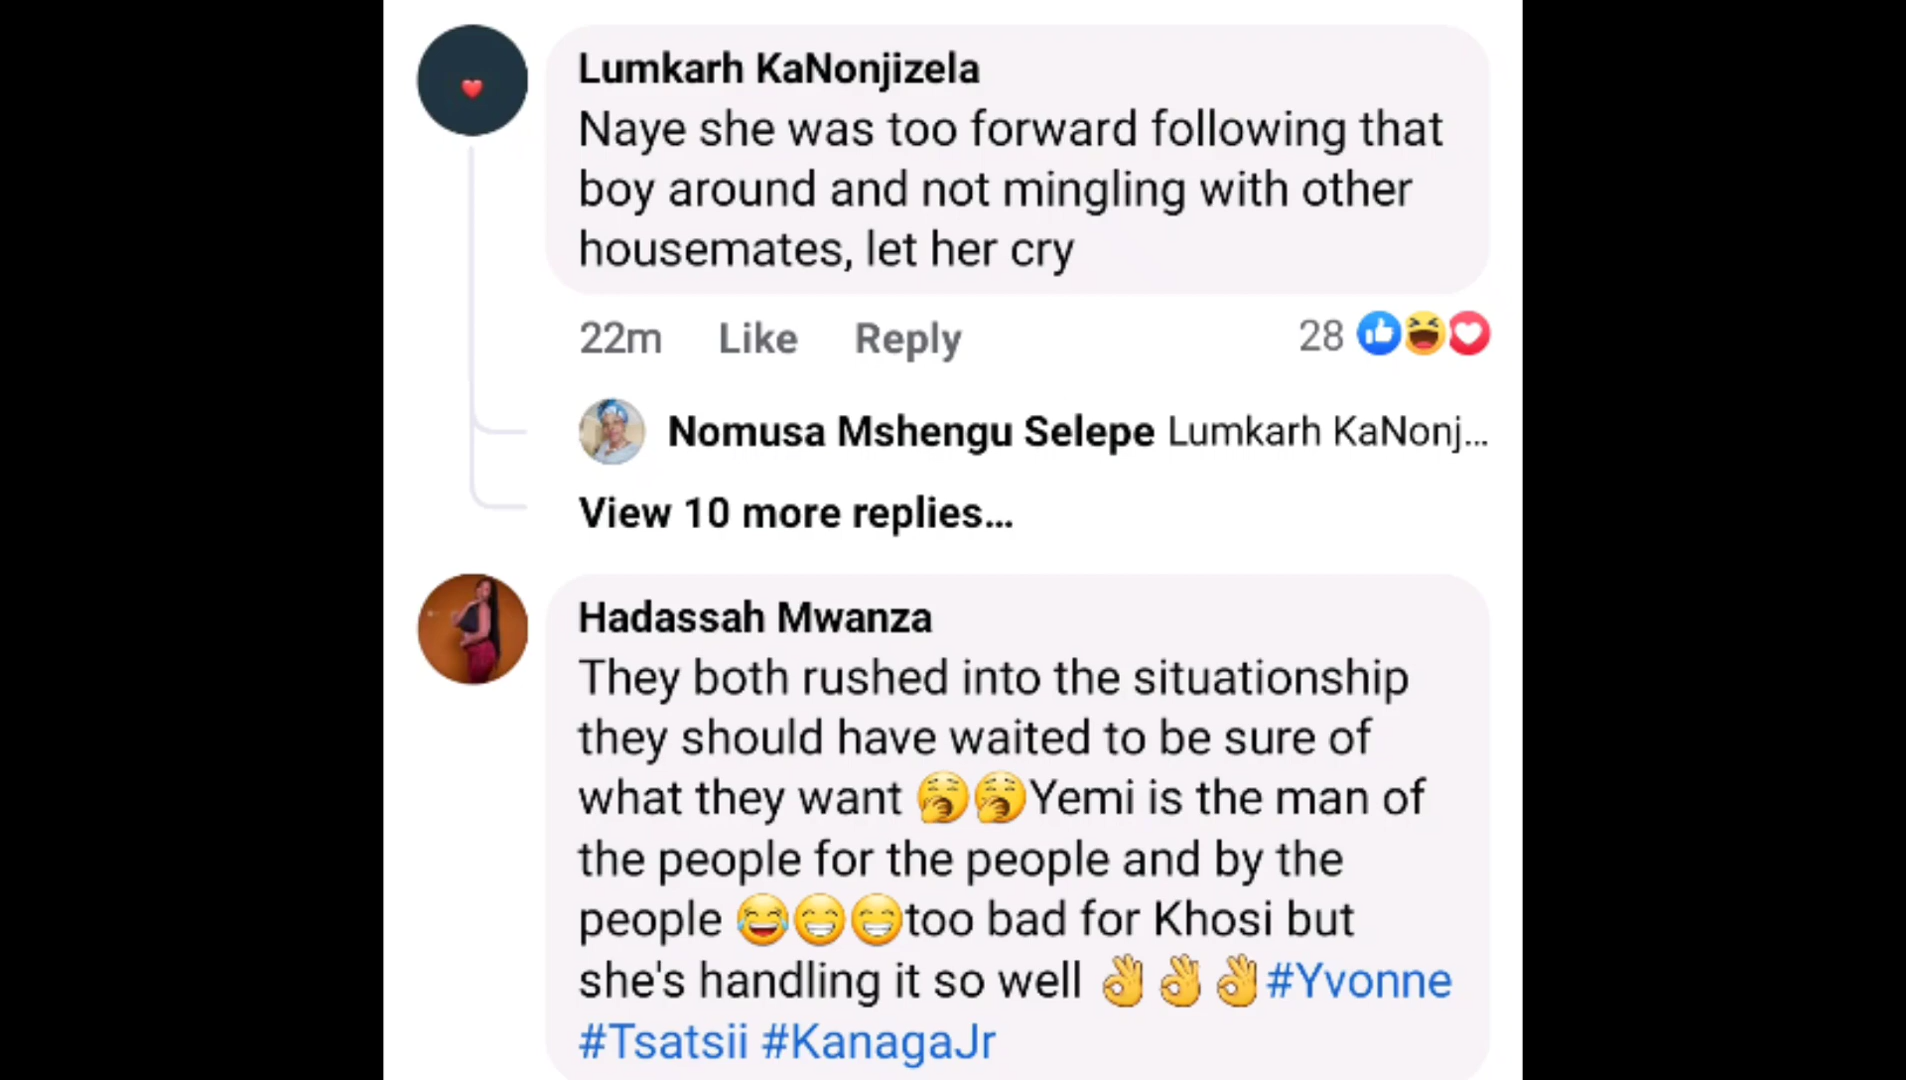 Lumkarh KaNonjizela
Naye she was too forward following that
boy around and not mingling with other
housemates, let her cry
22m Like Reply 28
Nomusa Mshengu Selepe Lumkarh KaNonj...
View 10 more replies...
Hadassah Mwanza
They both rushed into the situationship
they should have waited to be sure of
what they want 🥱🥱Yemi is the man of
the people for the people and by the
people 😂😁😁too bad for Khosi but
she's handling it so well 👌👌👌#Yvonne
#Tsatsii #KanagaJr